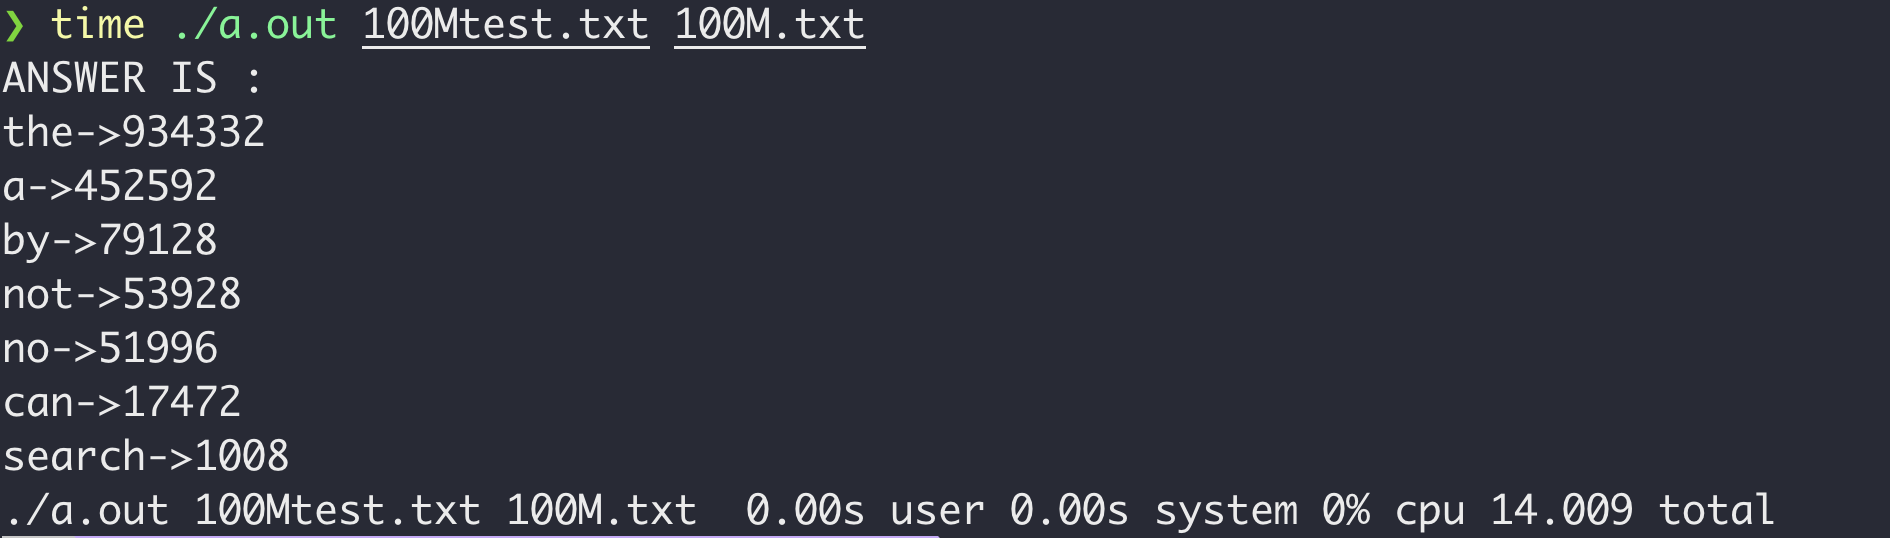 ❯ time ./a.out 100Mtest.txt 100M.txt
ANSWER IS :
the->934332
a->452592
by->79128
not->53928
no->51996
can->17472
search->1008
./a.out 100Mtest.txt 100M.txt  0.00s user 0.00s system 0% cpu 14.009 total